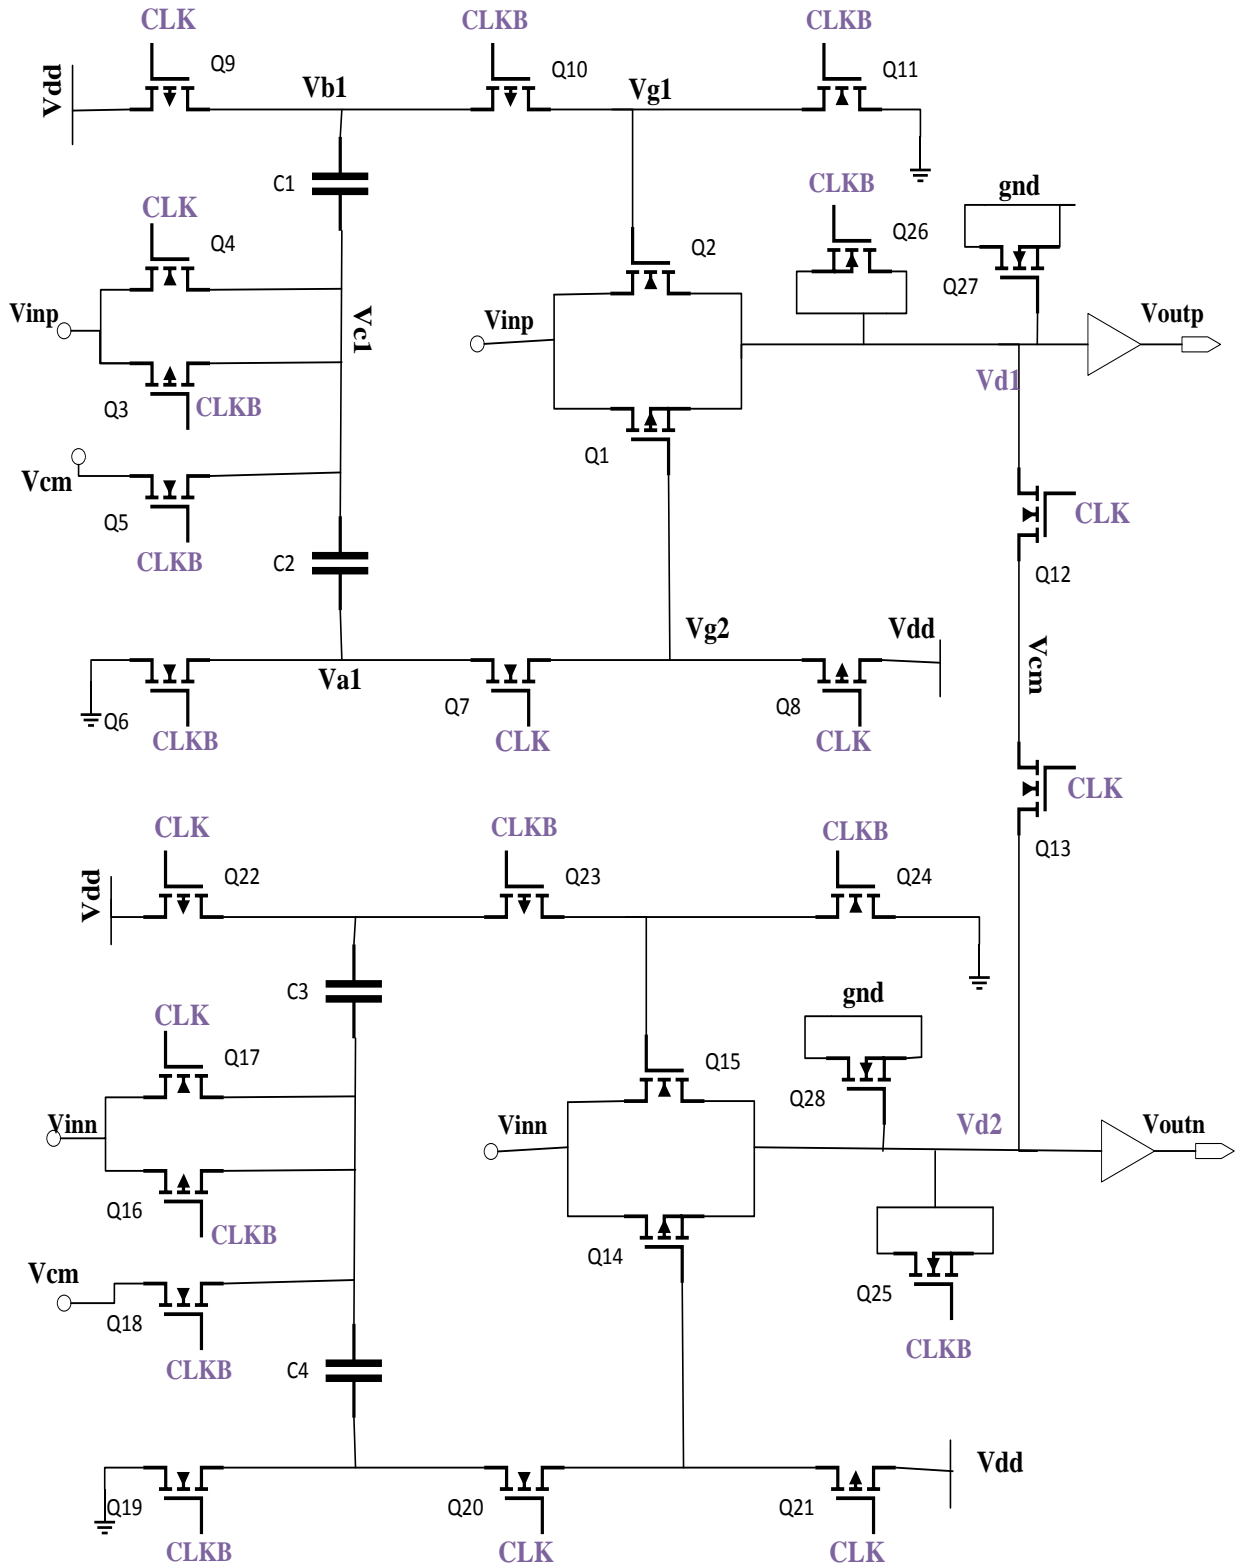 CLK
CLKB
CLKB
Vdd
Q9
Vb1
Q10
Vg1
Q11
C1
CLKB
gnd
CLK
Q4
Q2
Q26
Q27
Vinp
Vc1
Vinp
Voutp
Vd1
Q3
CLKB
Q1
Vcm
Q5
CLK
CLKB
C2
Q12
Vg2
Vdd
Va1
Vcm
Q6
Q7
Q8
CLKB
CLK
CLK
CLK
CLK
CLKB
CLKB
Q13
Vdd
Q22
Q23
Q24
C3
gnd
CLK
Q17
Q15
Q28
Vinn
Vinn
Vd2
Voutn
Q16
CLKB
Q14
Vcm
Q25
Q18
CLKB
CLKB
C4
Vdd
Q19
Q20
Q21
CLKB
CLK
CLK